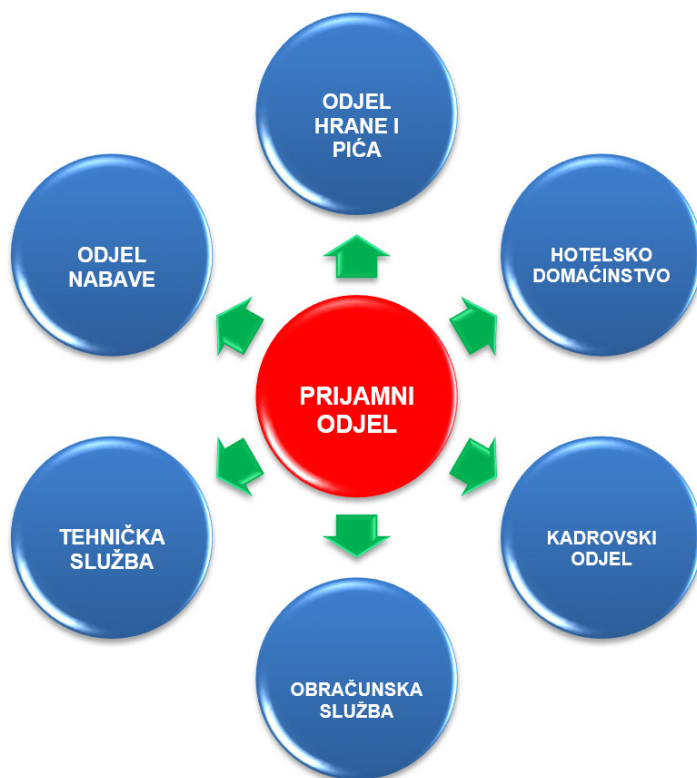 ODJEL
HRANE I
PIĆA
ODJEL
NABAVE
HOTELSKO
DOMAĆINSTVO
PRIJAMNI
ODJEL
TEHNIČKA
SLUŽBA
KADROVSKI
ODJEL
OBRAČUNSKA
SLUŽBA